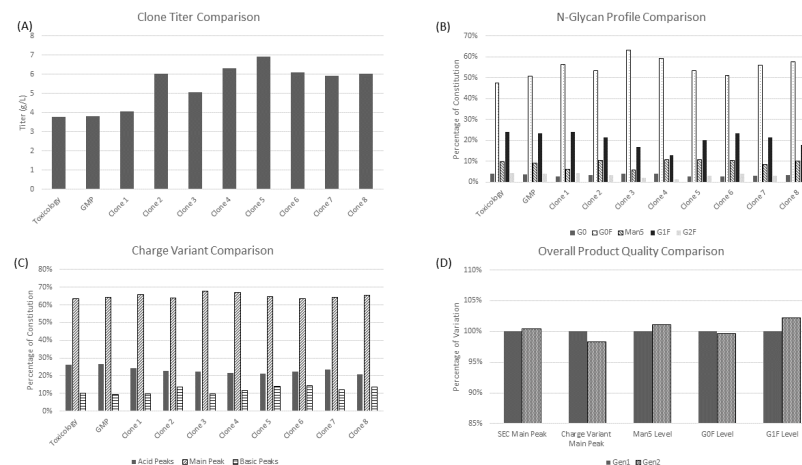 (A)
Clone Titer Comparison
Titer (g/L)
8
7
6
5
4
3
2
1
0
Toxicology
GMP
Clone 1
Clone 2
Clone 3
Clone 4
Clone 5
Clone 6
Clone 7
Clone 8
(B)
N-Glycan Profile Comparison
Percentage of Constitution
70%
60%
50%
40%
30%
20%
10%
0%
Toxicology
GMP
Clone 1
Clone 2
Clone 3
Clone 4
Clone 5
Clone 6
Clone 7
Clone 8
G0 G0F Man5 G1F G2F
(C)
Charge Variant Comparison
Percentage of Constitution
80%
70%
60%
50%
40%
30%
20%
10%
0%
Toxicology
GMP
Clone 1
Clone 2
Clone 3
Clone 4
Clone 5
Clone 6
Clone 7
Clone 8
Acid Peaks Main Peak Basic Peaks
(D)
Overall Product Quality Comparison
Percentage of Variation
110%
105%
100%
95%
90%
85%
SEC Main Peak
Charge Variant
Main Peak
Man5 Level
G0F Level
G1F Level
Gen1 Gen2